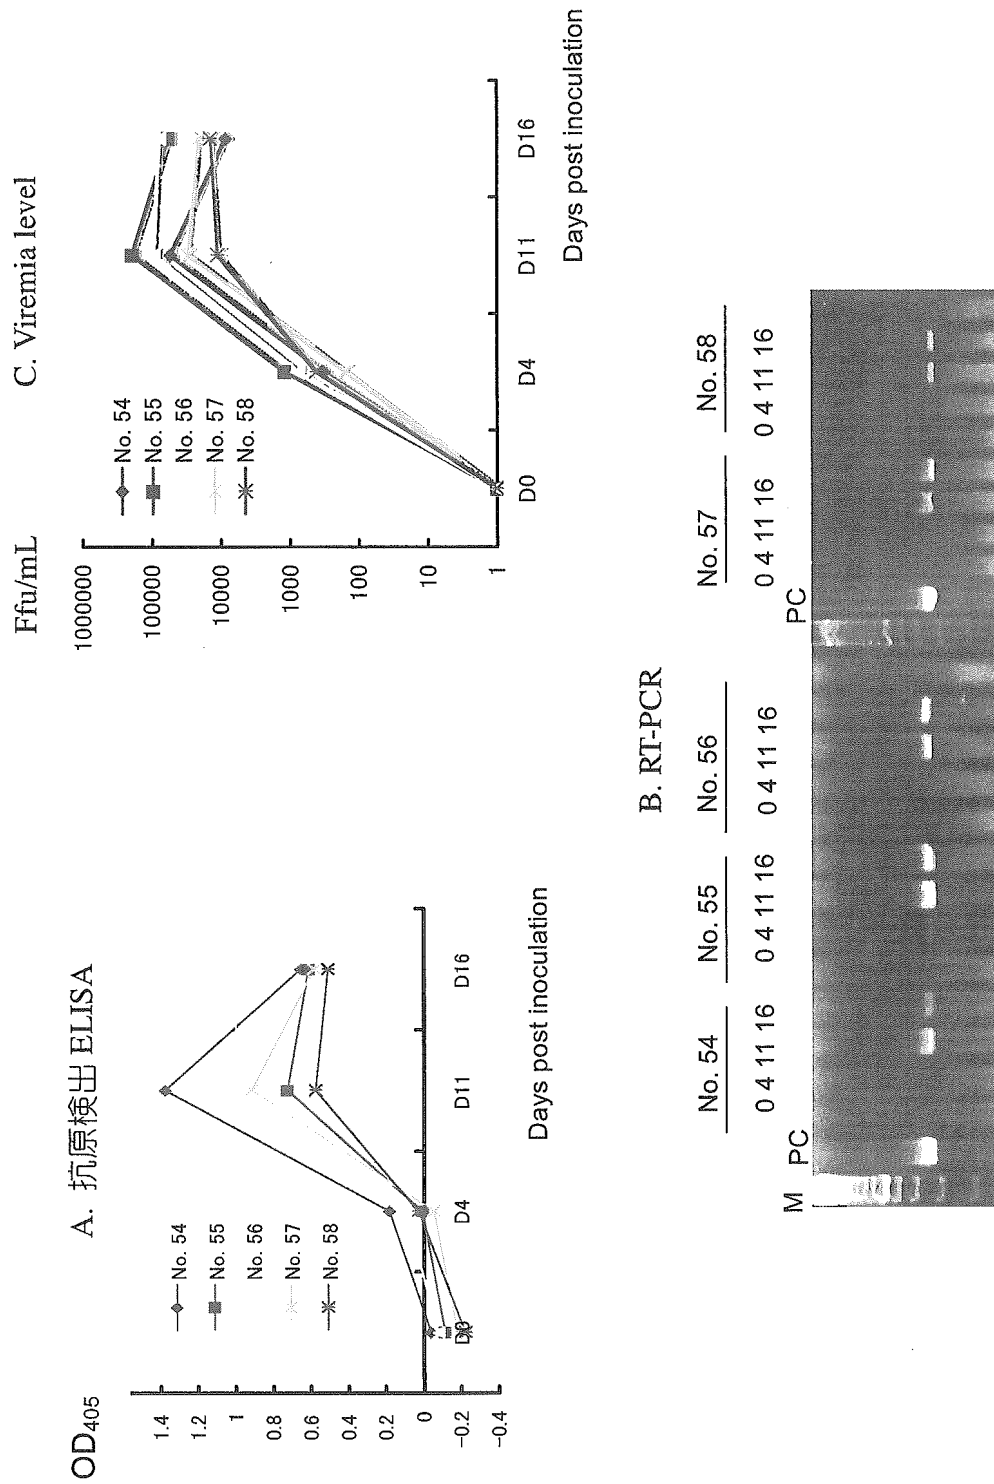 A. 抗原検出 ELISA
OD405
1.4
1.2
1
0.8
0.6
0.4
0.2
0
-0.2
-0.4
No. 54
No. 55
No. 56
No. 57
No. 58
D0
D4
D11
D16
Days post inoculation
C. Viremia level
Ffu/mL
1000000
100000
10000
1000
100
10
1
No. 54
No. 55
No. 56
No. 57
No. 58
D0
D4
D11
D16
Days post inoculation
B. RT-PCR
No. 54
No. 55
No. 56
No. 57
No. 58
M
PC
0 4 11 16
0 4 11 16
0 4 11 16
PC
0 4 11 16
0 4 11 16